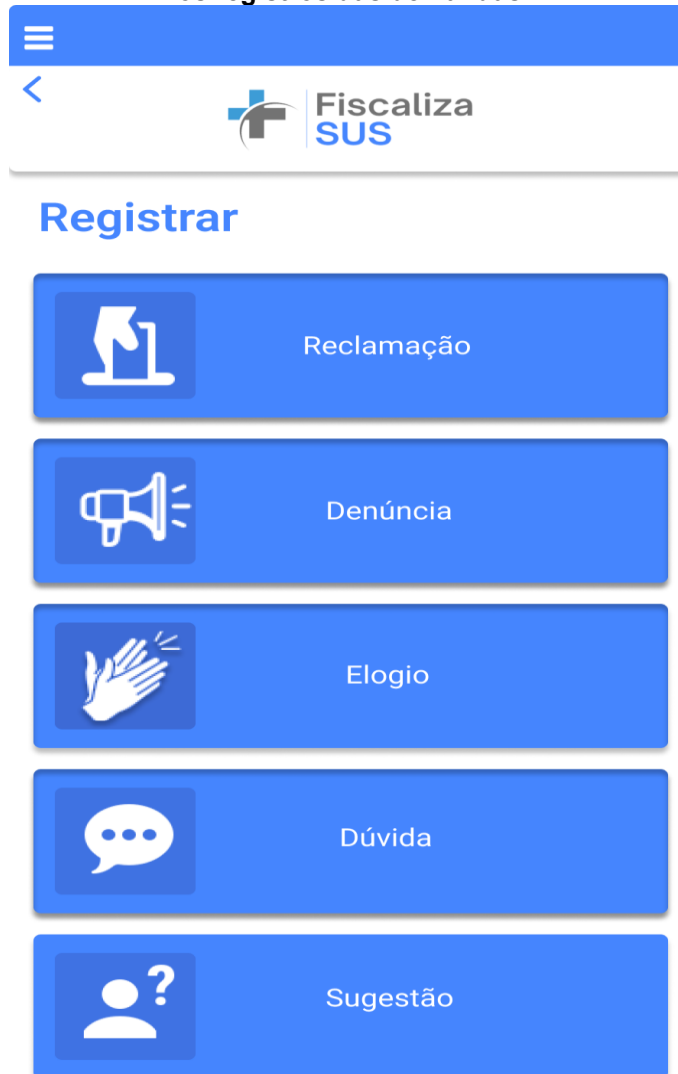 Fiscaliza
SUS
Registrar
Reclamação
Denúncia
Elogio
Dúvida
?
Sugestão